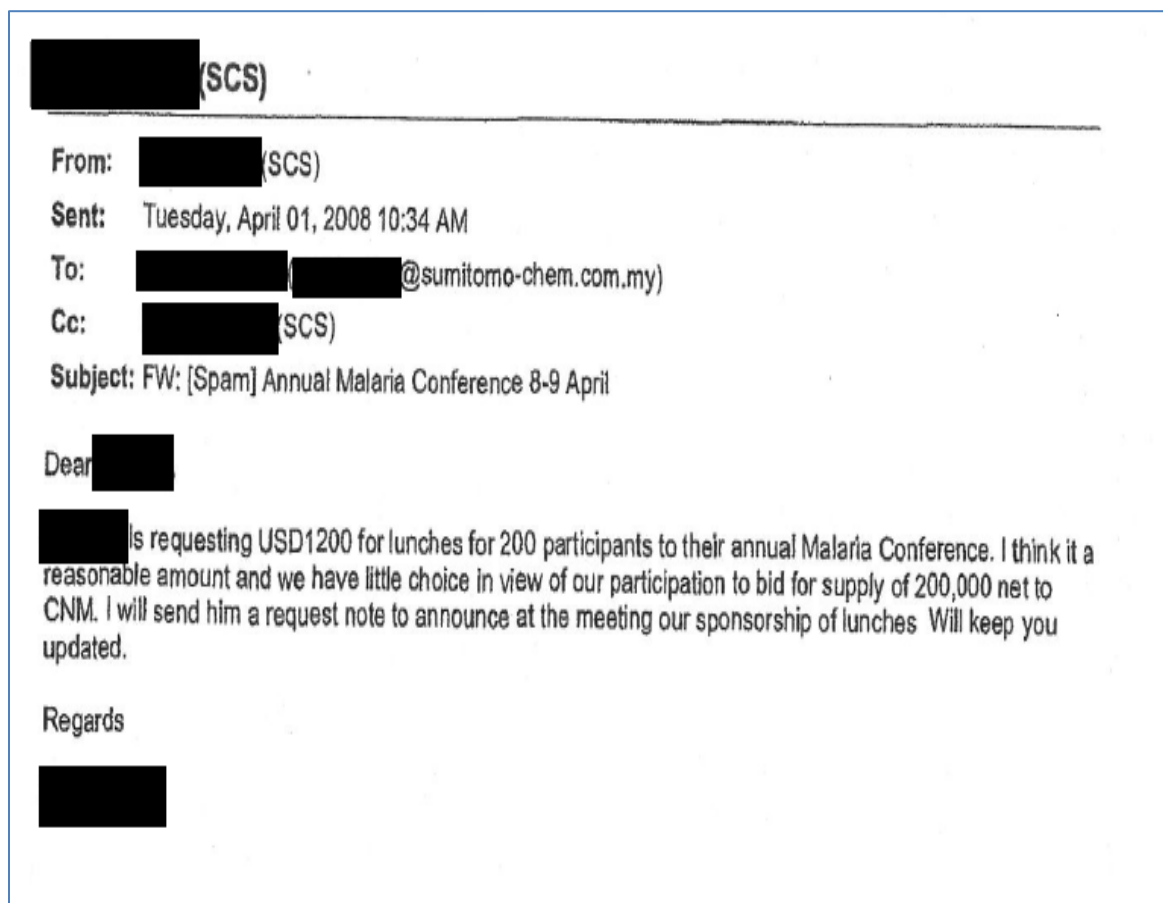 (SCS)
From: (SCS)
Sent: Tuesday, April 01, 2008 10:34 AM
To: ( @sumitomo-chem.com.my)
Cc: (SCS)
Subject: FW: [Spam] Annual Malaria Conference 8-9 April
Dear ,
is requesting USD1200 for lunches for 200 participants to their annual Malaria Conference. I think it a
reasonable amount and we have little choice in view of our participation to bid for supply of 200,000 net to
CNM. I will send him a request note to announce at the meeting our sponsorship of lunches Will keep you
updated.
Regards